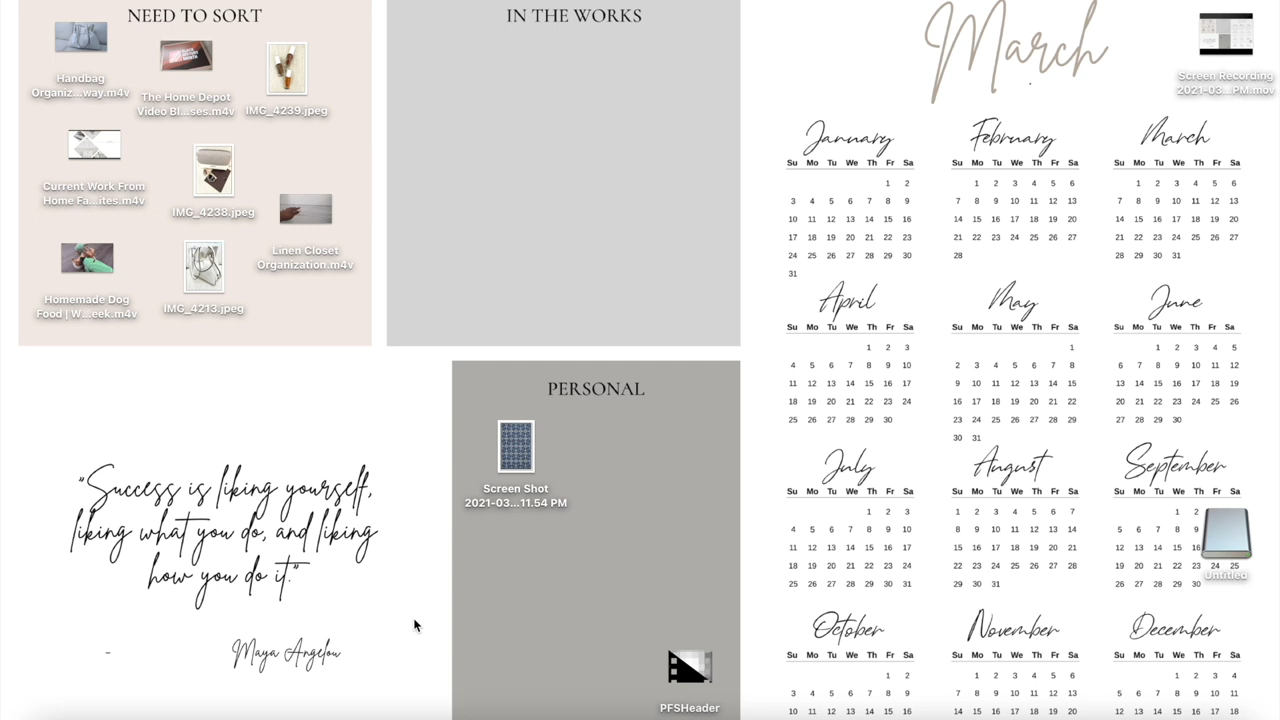 NEED TO SORT
Handbag
Organiz...way.m4v
The Home Depot
Video Bl...ses.m4v
IMG_4239.jpeg
Current Work From
Home Fa...ites.m4v
IMG_4238.jpeg
Linen Closet
Organization.m4v
Homemade Dog
Food | W...eek.m4v
IMG_4213.jpeg
IN THE WORKS
"Success is liking yourself,
liking what you do, and liking
how you do it."
- Maya Angelou
PERSONAL
Screen Shot
2021-03...11.54 PM
PFSHeader
March
Screen Recording
2021-03...PM.mov
January
Su Mo Tu We Th Fr Sa
1 2
3 4 5 6 7 8 9
10 11 12 13 14 15 16
17 18 19 20 21 22 23
24 25 26 27 28 29 30
31
February
Su Mo Tu We Th Fr Sa
1 2 3 4 5 6
7 8 9 10 11 12 13
14 15 16 17 18 19 20
21 22 23 24 25 26 27
28
March
Su Mo Tu We Th Fr Sa
1 2 3 4 5 6
7 8 9 10 11 12 13
14 15 16 17 18 19 20
21 22 23 24 25 26 27
28 29 30 31
April
Su Mo Tu We Th Fr Sa
1 2 3
4 5 6 7 8 9 10
11 12 13 14 15 16 17
18 19 20 21 22 23 24
25 26 27 28 29 30
May
Su Mo Tu We Th Fr Sa
1
2 3 4 5 6 7 8
9 10 11 12 13 14 15
16 17 18 19 20 21 22
23 24 25 26 27 28 29
30 31
June
Su Mo Tu We Th Fr Sa
1 2 3 4 5
6 7 8 9 10 11 12
13 14 15 16 17 18 19
20 21 22 23 24 25 26
27 28 29 30
July
Su Mo Tu We Th Fr Sa
1 2 3
4 5 6 7 8 9 10
11 12 13 14 15 16 17
18 19 20 21 22 23 24
25 26 27 28 29 30 31
August
Su Mo Tu We Th Fr Sa
1 2 3 4 5 6 7
8 9 10 11 12 13 14
15 16 17 18 19 20 21
22 23 24 25 26 27 28
29 30 31
September
Su Mo Tu We Th Fr Sa
1 2
5 6 7 8 9
12 13 14 15 16
19 20 21 22 23 24 25
26 27 28 29 30
Untitled
October
Su Mo Tu We Th Fr Sa
1 2
3 4 5 6 7 8 9
10 11 12 13 14 15 16
November
Su Mo Tu We Th Fr Sa
1 2 3 4 5 6
7 8 9 10 11 12 13
14 15 16 17 18 19 20
December
Su Mo Tu We Th Fr Sa
1 2 3 4
5 6 7 8 9 10 11
12 13 14 15 16 17 18